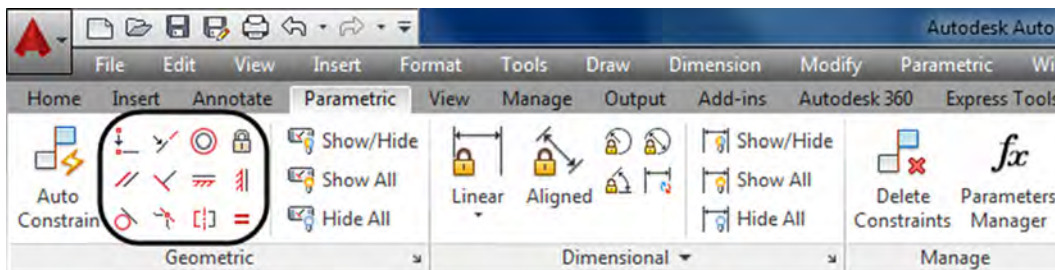 Autodesk Auto
File Edit View Insert Format Tools Draw Dimension Modify Parametric Wi
Home Insert Annotate Parametric View Manage Output Add-ins Autodesk 360 Express Tools
Auto
Constrain
Show/Hide
Show All
Hide All
Geometric
Linear
Aligned
Show/Hide
Show All
Hide All
Dimensional
Delete
Constraints
fx
Parameters
Manager
Manage